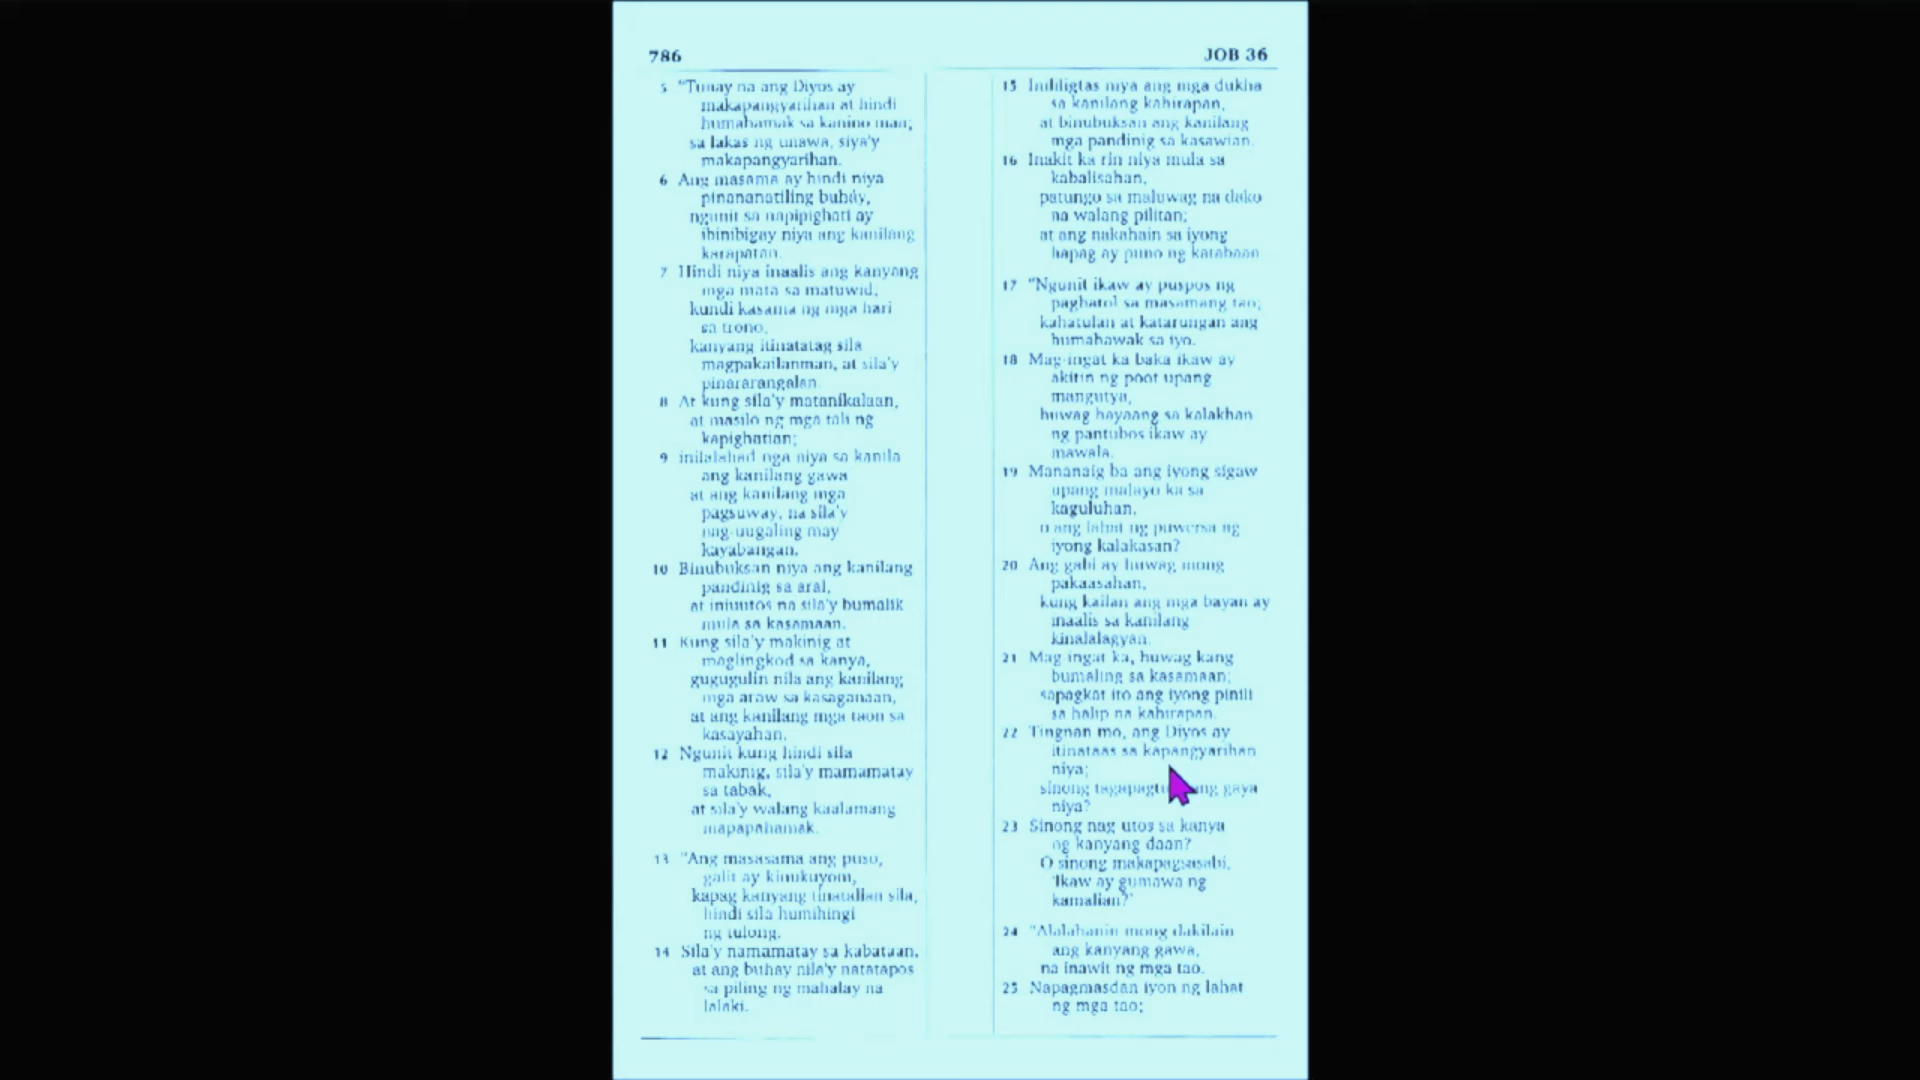 786
JOB 36
5 "Tunay na ang Diyos ay
makapangyarihan at hindi
humahamak sa kanino man;
sa lakas ng unawa, siya'y
makapangyarihan.
6 Ang masama ay hindi niya
pinananatiling buháy,
ngunit sa napipighati ay
ibinibigay niya ang kanilang
karapatan.
7 Hindi niya inaalis ang kanyang
mga mata sa matuwid,
kundi kasama ng mga hari
sa trono,
kanyang itinatatag sila
magpakailanman, at sila'y
pinararangalan.
8 At kung sila'y matanikalaan,
at masilo ng mga tali ng
kapighatian;
9 inilalahad nga niya sa kanila
ang kanilang gawa
at ang kanilang mga
pagsuway, na sila'y
nag-uugaling may
kayabangan.
10 Binubuksan niya ang kanilang
pandinig sa aral,
at iniuutos na sila'y bumalik
mula sa kasamaan.
11 Kung sila'y makinig at
maglingkod sa kanya,
gugugulin nila ang kanilang
mga araw sa kasaganaan,
at ang kanilang mga taon sa
kasayahan.
12 Ngunit kung hindi sila
makinig, sila'y mamamatay
sa tabak,
at sila'y walang kaalamang
mapapahamak.
13 "Ang masasama ang puso,
galit ay kinukuyom,
kapag kanyang tinatalian sila,
hindi sila humihingi
ng tulong.
14 Sila'y namamatay sa kabataan,
at ang buhay nila'y natatapos
sa piling ng mahalay na
lalaki.
15 Inililigtas niya ang mga dukha
sa kanilang kahirapan,
at binubuksan ang kanilang
mga pandinig sa kasawian.
16 Inakit ka rin niya mula sa
kabalisahan,
patungo sa maluwag na dako
na walang pilitan;
at ang nakahain sa iyong
hapag ay puno ng katabaan.
17 "Ngunit ikaw ay puspos ng
paghatol sa masamang tao;
kahatulan at katarungan ang
humahawak sa iyo.
18 Mag-ingat ka baka ikaw ay
akitin ng poot upang
mangutya,
huwag hayaang sa kalakhan
ng pantubos ikaw ay
mawala.
19 Mananaig ba ang iyong sigaw
upang malayo ka sa
kaguluhan,
o ang lahat ng puwersa ng
iyong kalakasan?
20 Ang gabi ay huwag mong
pakaasahan,
kung kailan ang mga bayan ay
inaalis sa kanilang
kinalalagyan.
21 Mag-ingat ka, huwag kang
bumaling sa kasamaan;
sapagkat ito ang iyong pinili
sa halip na kahirapan.
22 Tingnan mo, ang Diyos ay
itinataas sa kapangyarihan
niya;
sinong gaya
niya?
23 Sinong nag-utos sa kanya
ng kanyang daan?
O sinong makapagsasabi,
'Ikaw ay gumawa ng
kamalian?'
24 "Alalahanin mong dakilain
ang kanyang gawa,
na inawit ng mga tao.
25 Napagmasdan iyon ng lahat
ng mga tao;